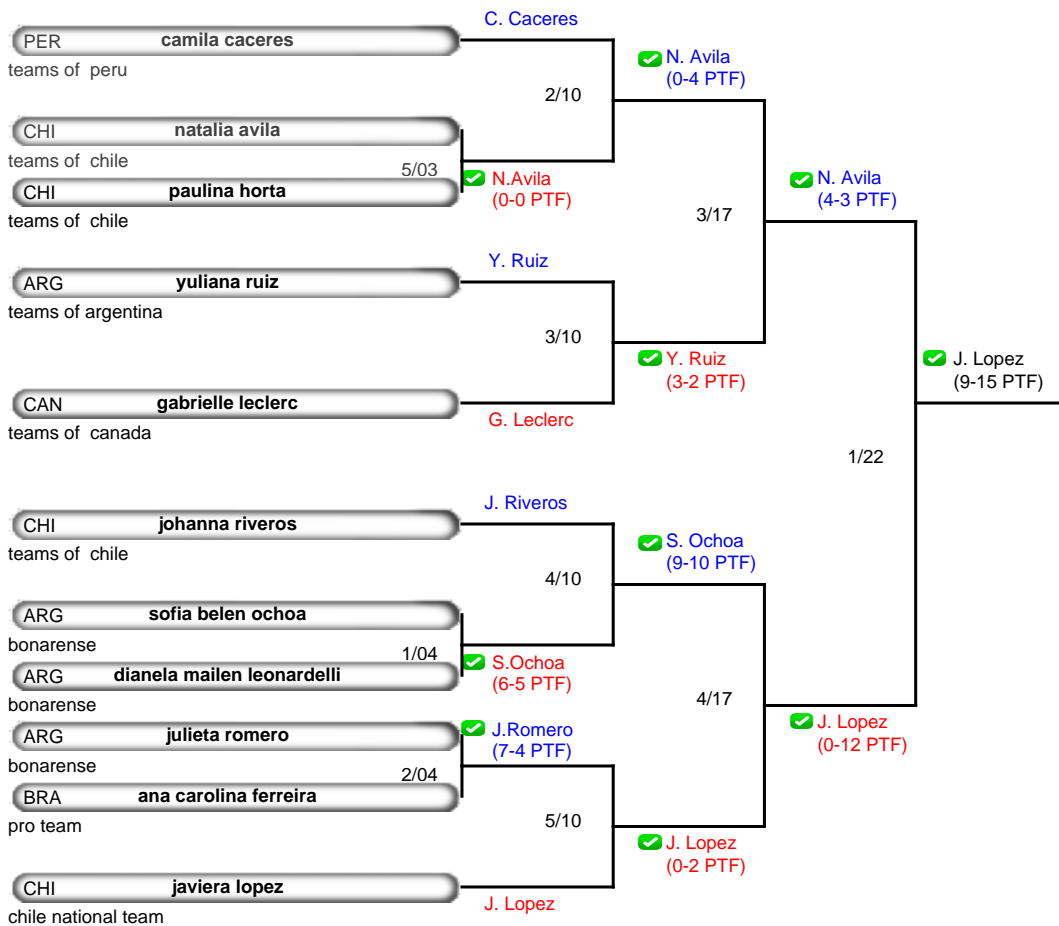 C. Caceres
PER camila caceres
teams of  peru
N. Avila
(0-4 PTF)
2/10
CHI natalia avila
teams of  chile
5/03
N.Avila
(0-0 PTF)
CHI paulina horta
teams of  chile
N. Avila
(4-3 PTF)
3/17
Y. Ruiz
ARG yuliana ruiz
teams of argentina
3/10
Y. Ruiz
(3-2 PTF)
CAN gabrielle leclerc
teams of  canada
G. Leclerc
J. Lopez
(9-15 PTF)
1/22
J. Riveros
CHI johanna riveros
teams of  chile
S. Ochoa
(9-10 PTF)
4/10
ARG sofia belen ochoa
bonarense
1/04
S.Ochoa
(6-5 PTF)
ARG dianela mailen leonardelli
bonarense
4/17
J. Lopez
(0-12 PTF)
ARG julieta romero
bonarense
J.Romero
(7-4 PTF)
2/04
BRA ana carolina ferreira
pro team
5/10
J. Lopez
(0-2 PTF)
CHI javiera lopez
chile national team
J. Lopez